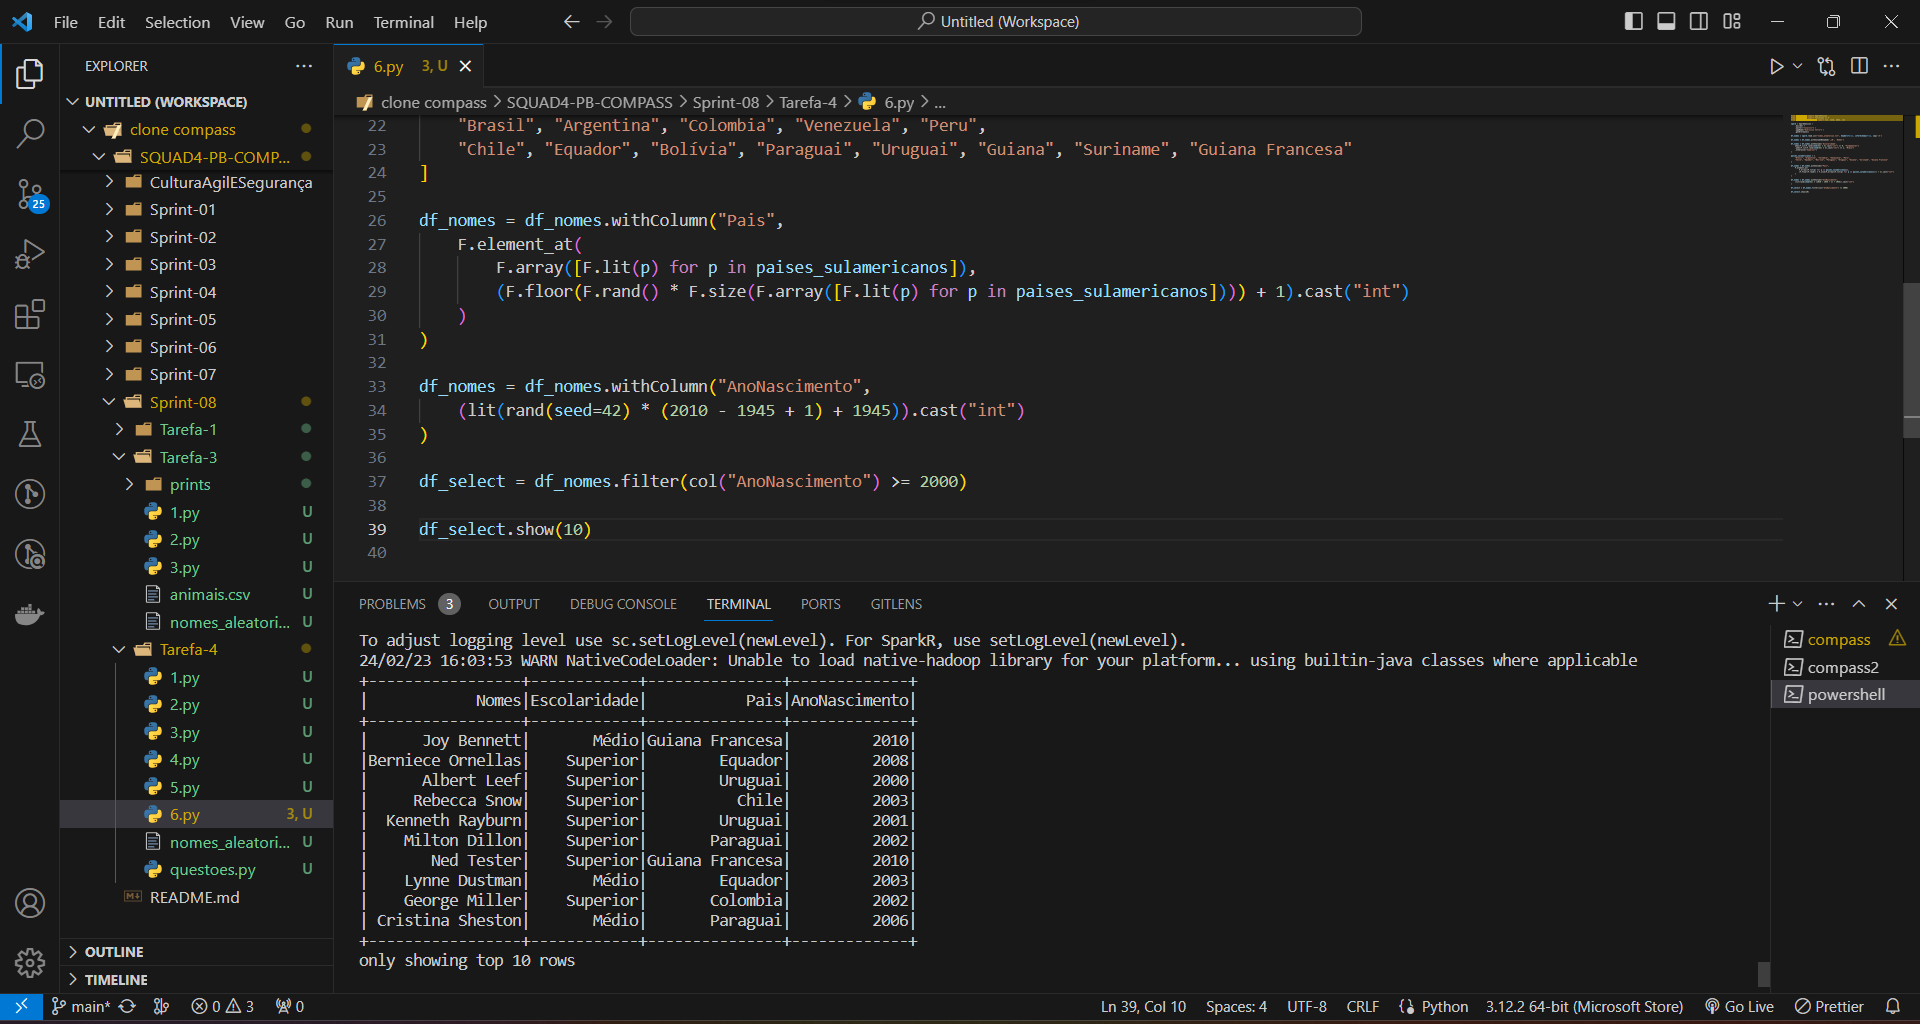 File Edit Selection View Go Run Terminal Help
Untitled (Workspace)
EXPLORER
UNTITLED (WORKSPACE)
clone compass
SQUAD4-PB-COMP...
CulturaAgilESegurança
Sprint-01
Sprint-02
Sprint-03
Sprint-04
Sprint-05
Sprint-06
Sprint-07
Sprint-08
Tarefa-1
Tarefa-3
prints
1.py U
2.py U
3.py U
animais.csv U
nomes_aleatori... U
Tarefa-4
1.py U
2.py U
3.py U
4.py U
5.py U
6.py 3, U
nomes_aleatori... U
questoes.py U
README.md
OUTLINE
TIMELINE
25
6.py 3, U
clone compass > SQUAD4-PB-COMPASS > Sprint-08 > Tarefa-4 > 6.py > ...
22 "Brasil", "Argentina", "Colombia", "Venezuela", "Peru",
23 "Chile", "Equador", "Bolívia", "Paraguai", "Uruguai", "Guiana", "Suriname", "Guiana Francesa"
24 ]
25
26 df_nomes = df_nomes.withColumn("Pais",
27 F.element_at(
28 F.array([F.lit(p) for p in paises_sulamericanos]),
29 (F.floor(F.rand() * F.size(F.array([F.lit(p) for p in paises_sulamericanos]))) + 1).cast("int")
30 )
31 )
32
33 df_nomes = df_nomes.withColumn("AnoNascimento",
34 (lit(rand(seed=42) * (2010 - 1945 + 1) + 1945)).cast("int")
35 )
36
37 df_select = df_nomes.filter(col("AnoNascimento") >= 2000)
38
39 df_select.show(10)
40
PROBLEMS 3 OUTPUT DEBUG CONSOLE TERMINAL PORTS GITLENS
To adjust logging level use sc.setLogLevel(newLevel). For SparkR, use setLogLevel(newLevel).
24/02/23 16:03:53 WARN NativeCodeLoader: Unable to load native-hadoop library for your platform... using builtin-java classes where applicable
+-----------------+------------+---------------+-------------+
|            Nomes|Escolaridade|           Pais|AnoNascimento|
+-----------------+------------+---------------+-------------+
|      Joy Bennett|       Médio|Guiana Francesa|         2010|
|Berniece Ornellas|    Superior|        Equador|         2008|
|      Albert Leef|    Superior|        Uruguai|         2000|
|     Rebecca Snow|    Superior|          Chile|         2003|
|  Kenneth Rayburn|    Superior|        Uruguai|         2001|
|    Milton Dillon|    Superior|       Paraguai|         2002|
|       Ned Tester|    Superior|Guiana Francesa|         2010|
|    Lynne Dustman|       Médio|        Equador|         2003|
|    George Miller|    Superior|       Colombia|         2002|
| Cristina Sheston|       Médio|       Paraguai|         2006|
+-----------------+------------+---------------+-------------+
only showing top 10 rows
compass
compass2
powershell
main* 0 3 0
Ln 39, Col 10 Spaces: 4 UTF-8 CRLF Python 3.12.2 64-bit (Microsoft Store) Go Live Prettier